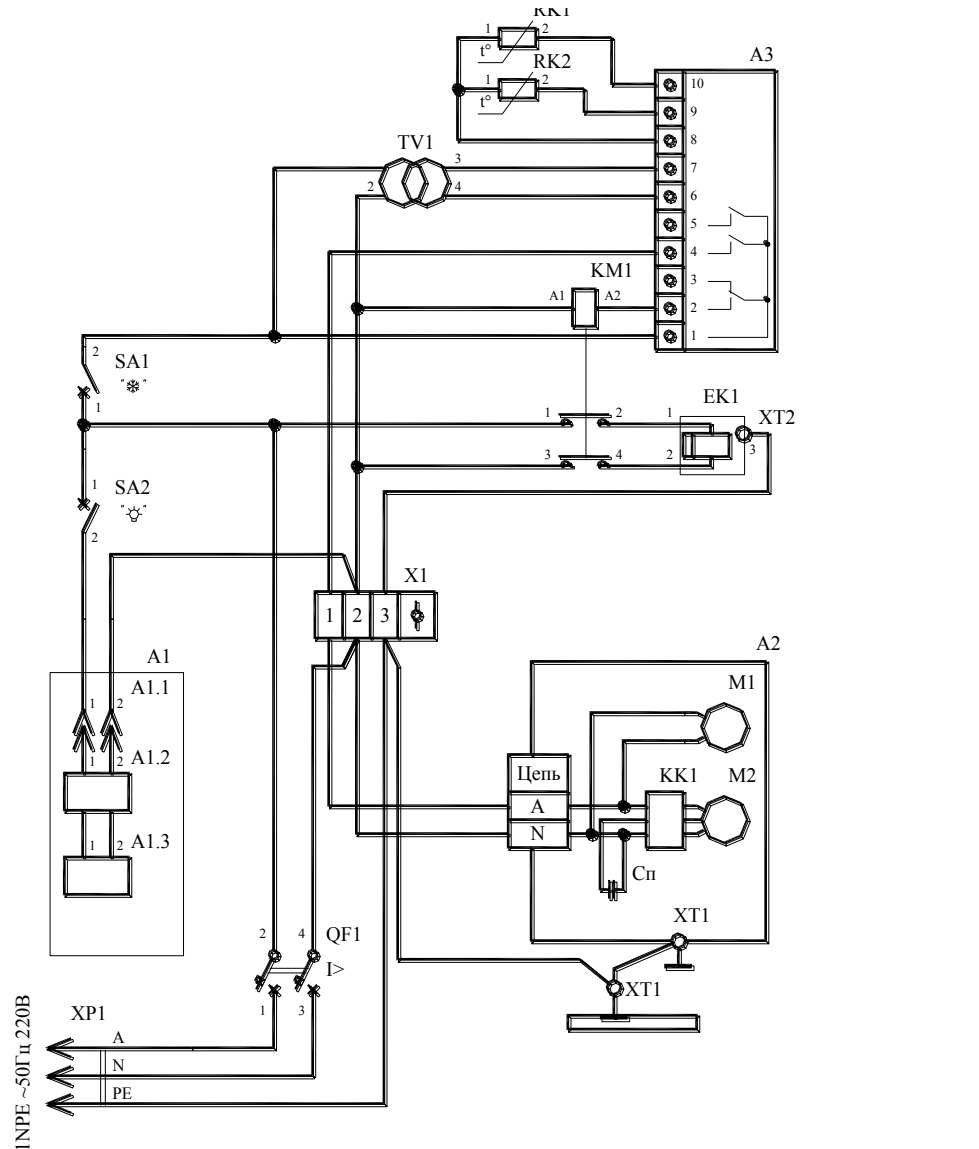 RK1
1 2
t°
RK2
1 2
t°
A3
10
9
8
7
6
5
4
3
2
1
TV1
3
2 4
KM1
A1 A2
2
SA1
"❄"
1
1 2
3 4
EK1
1
2
XT2
3
1
SA2
2
X1
1 2 3
A1
A1.1
1 2
A1.2
1 2
A1.3
1 2
A2
M1
Цепь
A
N
KK1
M2
Сп
XT1
XT1
2 4
QF1
I>
1 3
XP1
A
N
PE
1NPE ~50Гц 220В